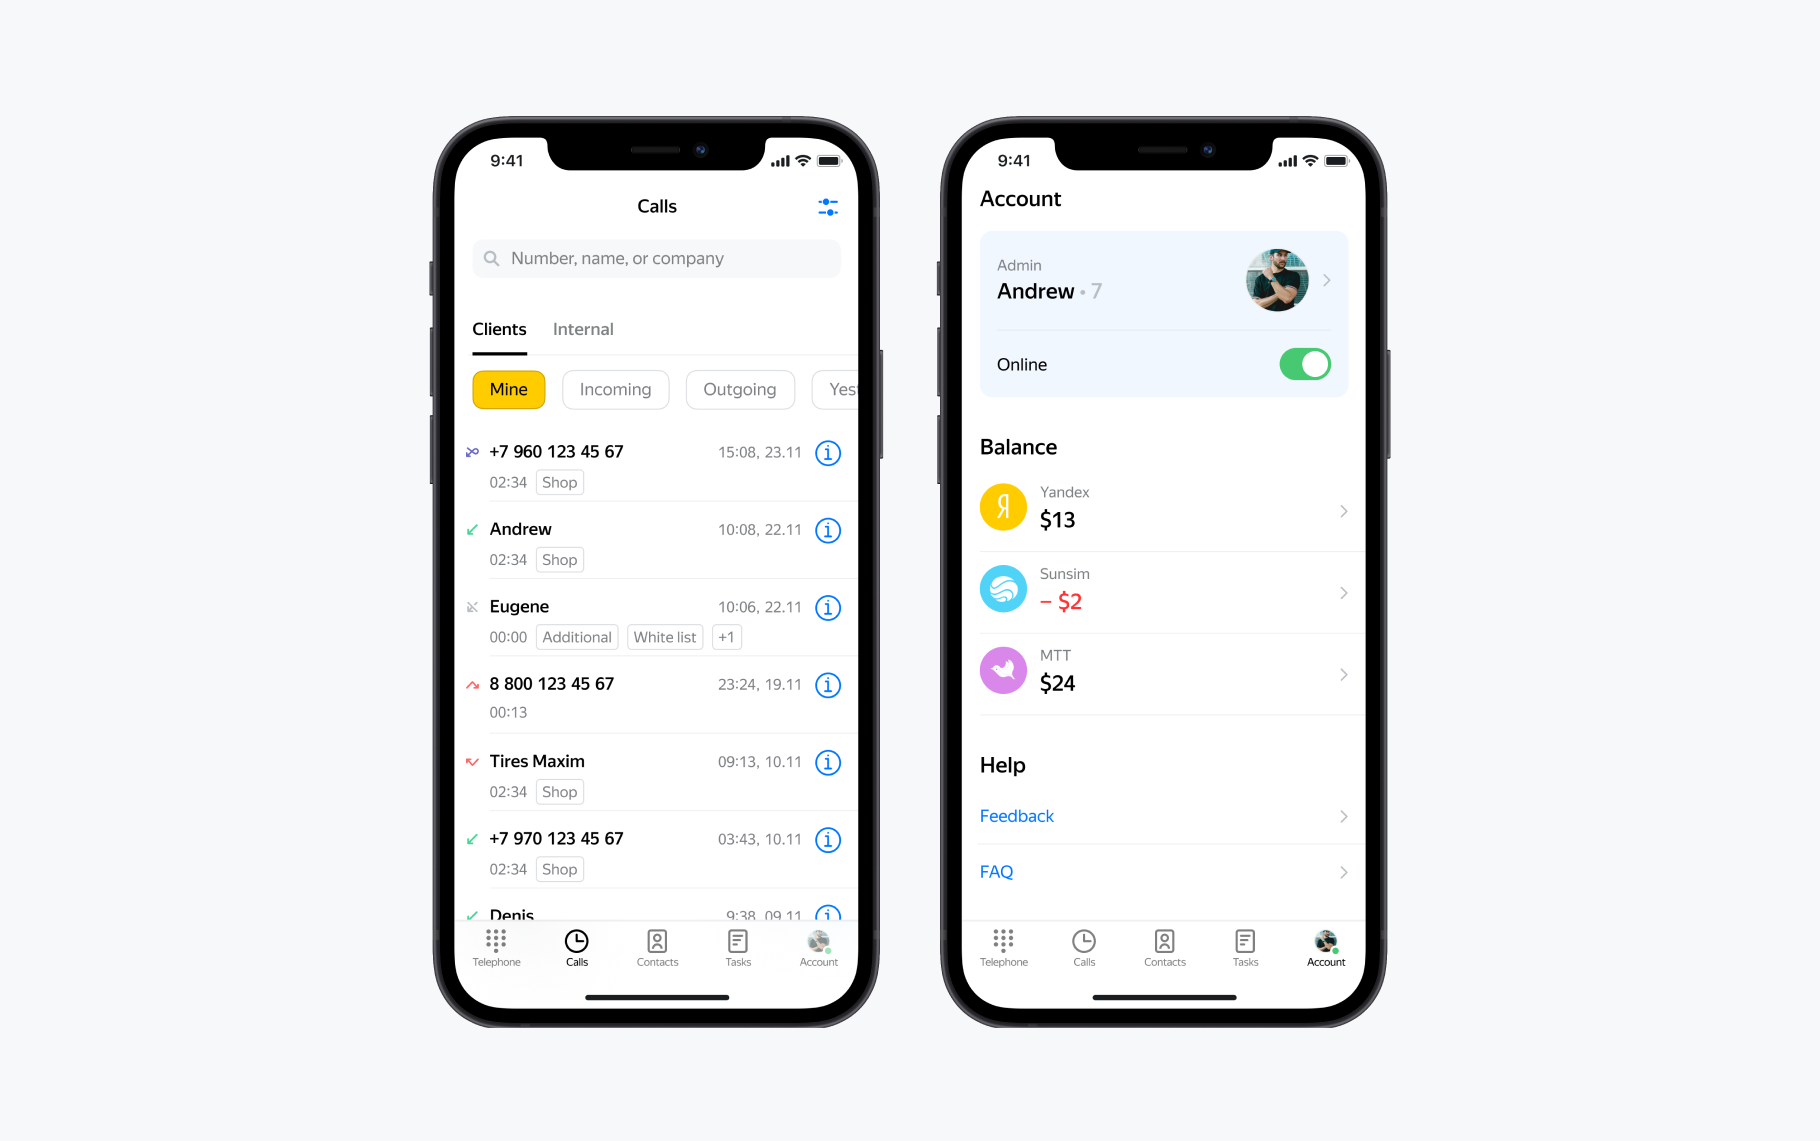 9:41
Calls
Number, name, or company
Clients Internal
Mine Incoming Outgoing Yest
+7 960 123 45 67 15:08, 23.11
02:34 Shop
Andrew 10:08, 22.11
02:34 Shop
Eugene 10:06, 22.11
00:00 Additional White list +1
8 800 123 45 67 23:24, 19.11
00:13
Tires Maxim 09:13, 10.11
02:34 Shop
+7 970 123 45 67 03:43, 10.11
02:34 Shop
Denis 9:38, 09.11
Telephone Calls Contacts Tasks Account
9:41
Account
Admin
Andrew • 7
Online
Balance
Я
Yandex
$13
Sunsim
– $2
MTT
$24
Help
Feedback
FAQ
Telephone Calls Contacts Tasks Account